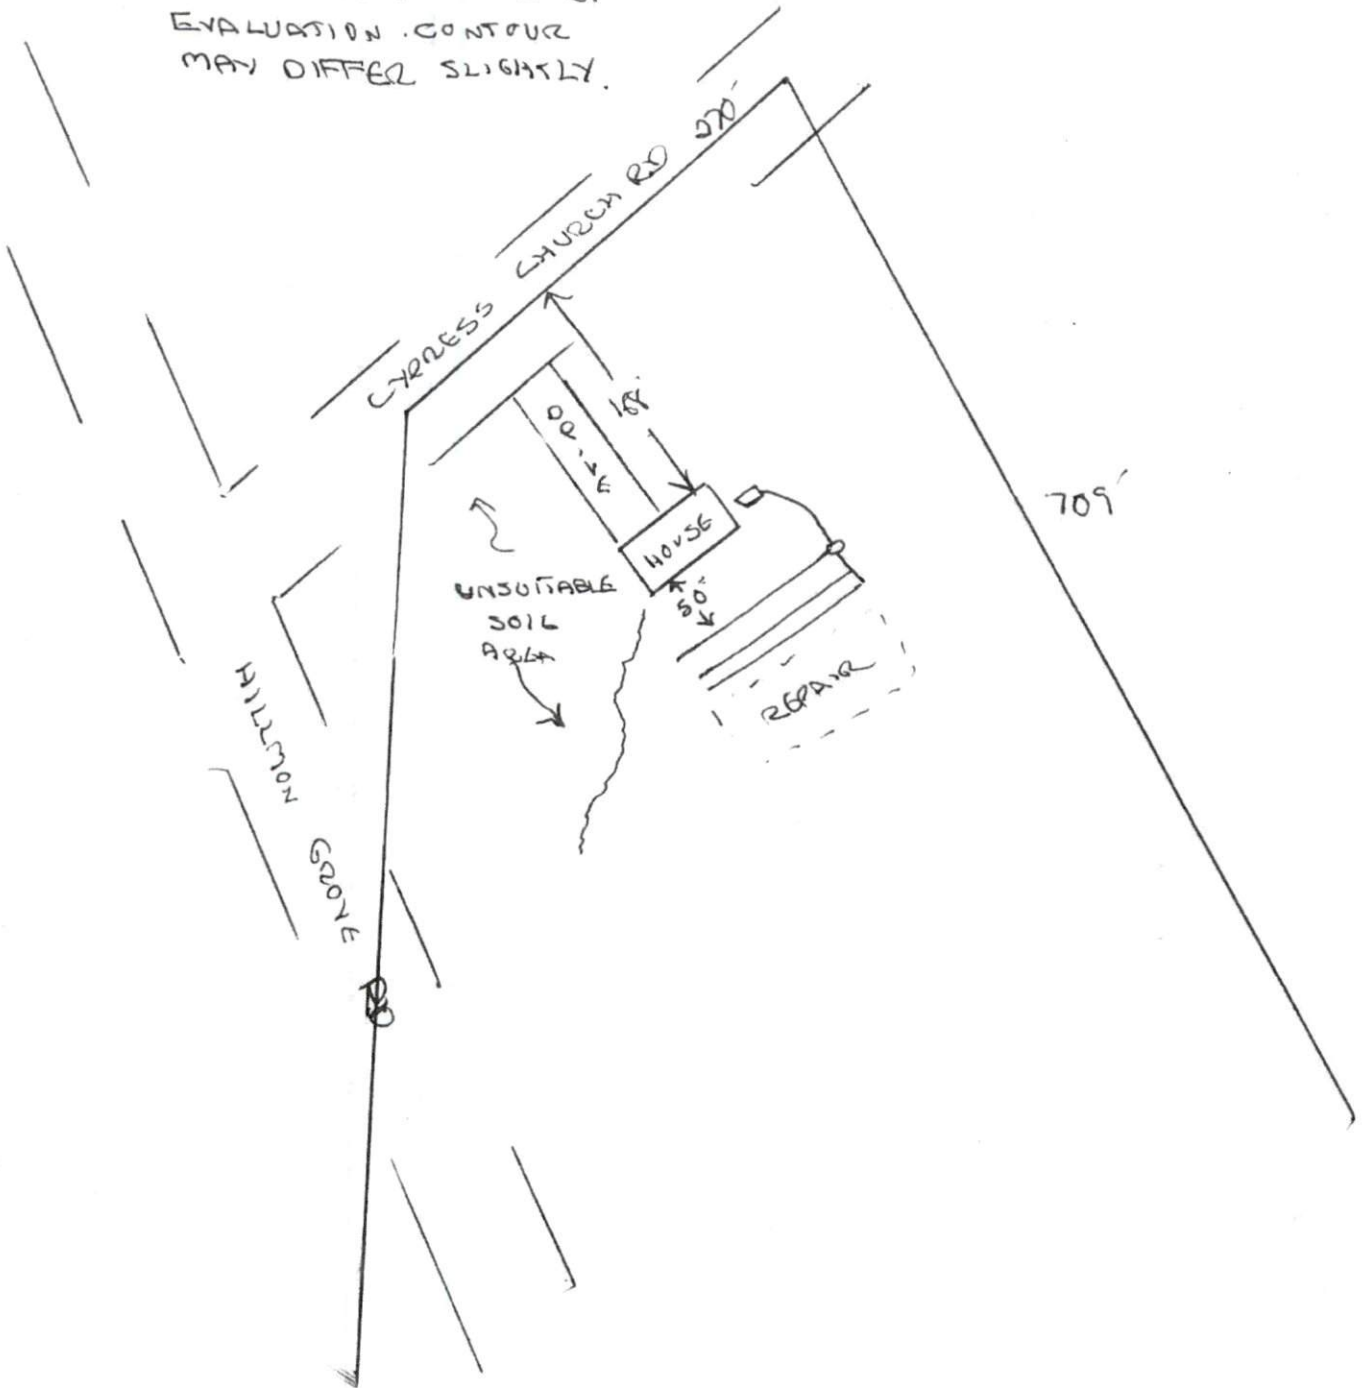 EVALUATION. CONTOUR
MAY DIFFER SLIGHTLY.
CYPRESS CHURCH RD 270'
168'
DRIVE
HOUSE
50'
709'
UNSUITABLE
SOIL
AREA
REPAIR
HILLMON GROVE
RD